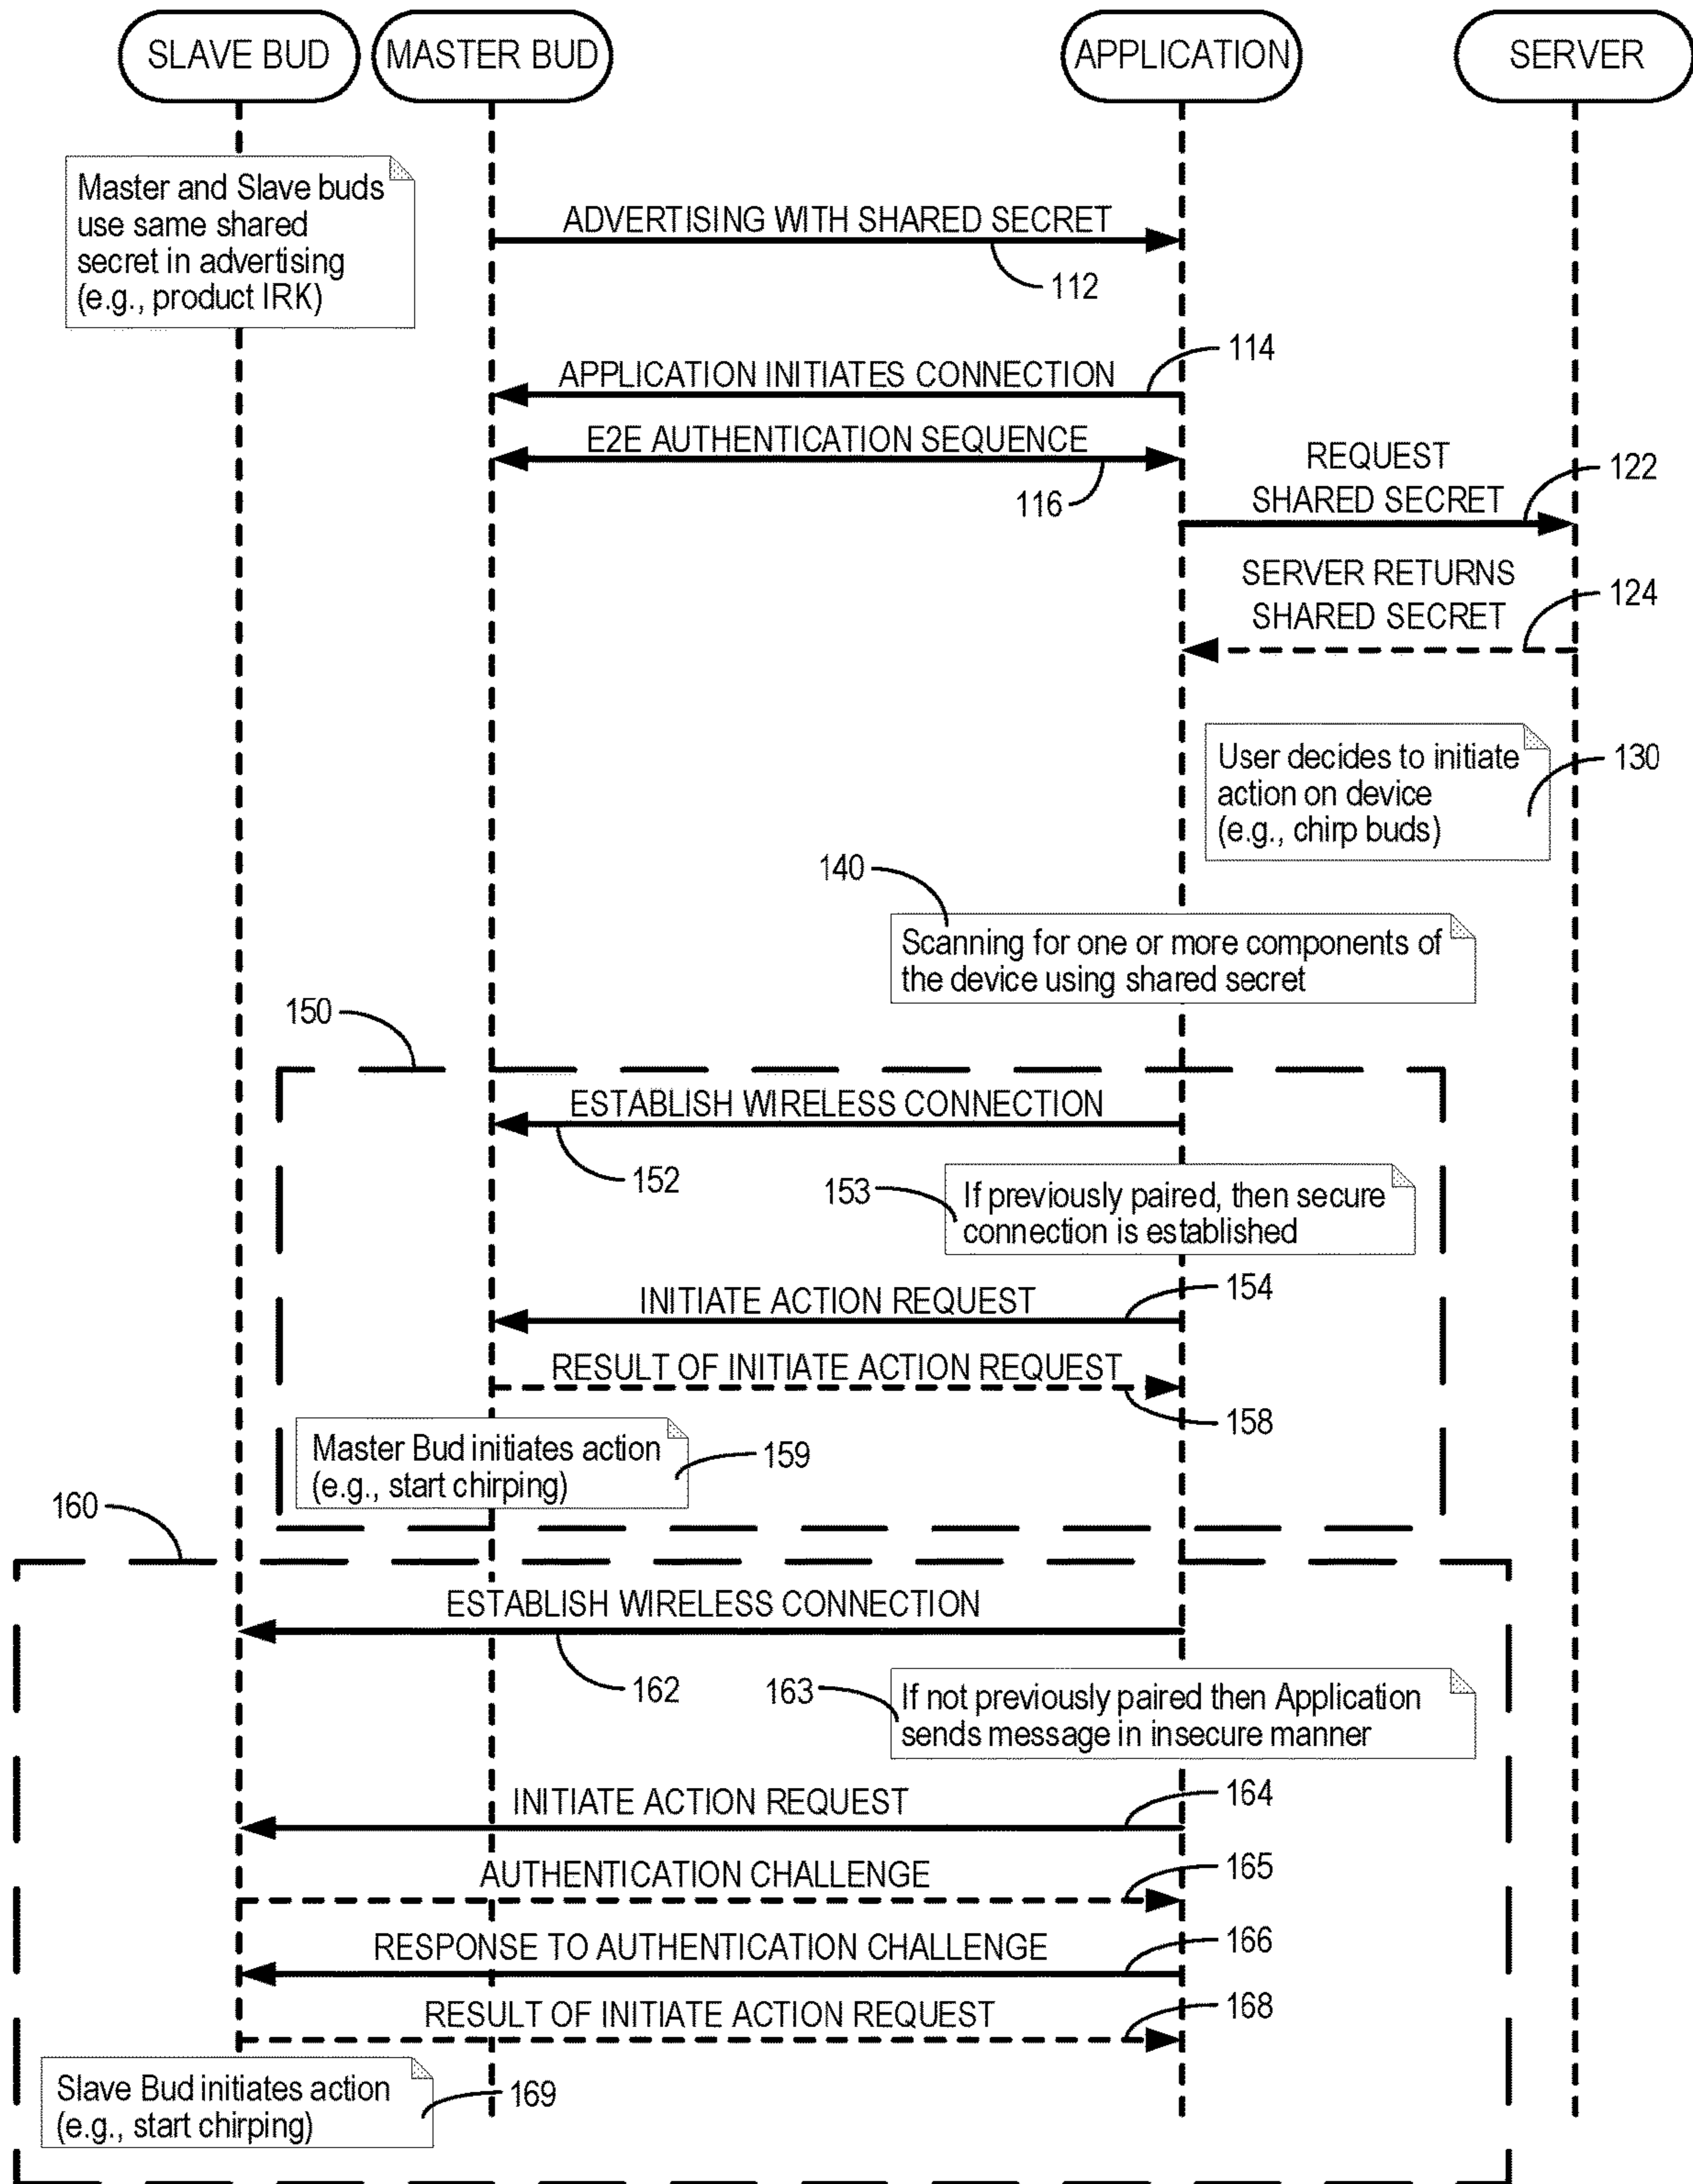 SLAVE BUD
MASTER BUD
APPLICATION
SERVER
Master and Slave buds
use same shared
secret in advertising
(e.g., product IRK)
ADVERTISING WITH SHARED SECRET
112
APPLICATION INITIATES CONNECTION
114
E2E AUTHENTICATION SEQUENCE
116
REQUEST
SHARED SECRET
122
SERVER RETURNS
SHARED SECRET
124
User decides to initiate
action on device
(e.g., chirp buds)
130
140
Scanning for one or more components of
the device using shared secret
150
ESTABLISH WIRELESS CONNECTION
152
153
If previously paired, then secure
connection is established
INITIATE ACTION REQUEST
154
RESULT OF INITIATE ACTION REQUEST
158
Master Bud initiates action
(e.g., start chirping)
159
160
ESTABLISH WIRELESS CONNECTION
162
163
If not previously paired then Application
sends message in insecure manner
INITIATE ACTION REQUEST
164
AUTHENTICATION CHALLENGE
165
RESPONSE TO AUTHENTICATION CHALLENGE
166
RESULT OF INITIATE ACTION REQUEST
168
Slave Bud initiates action
(e.g., start chirping)
169